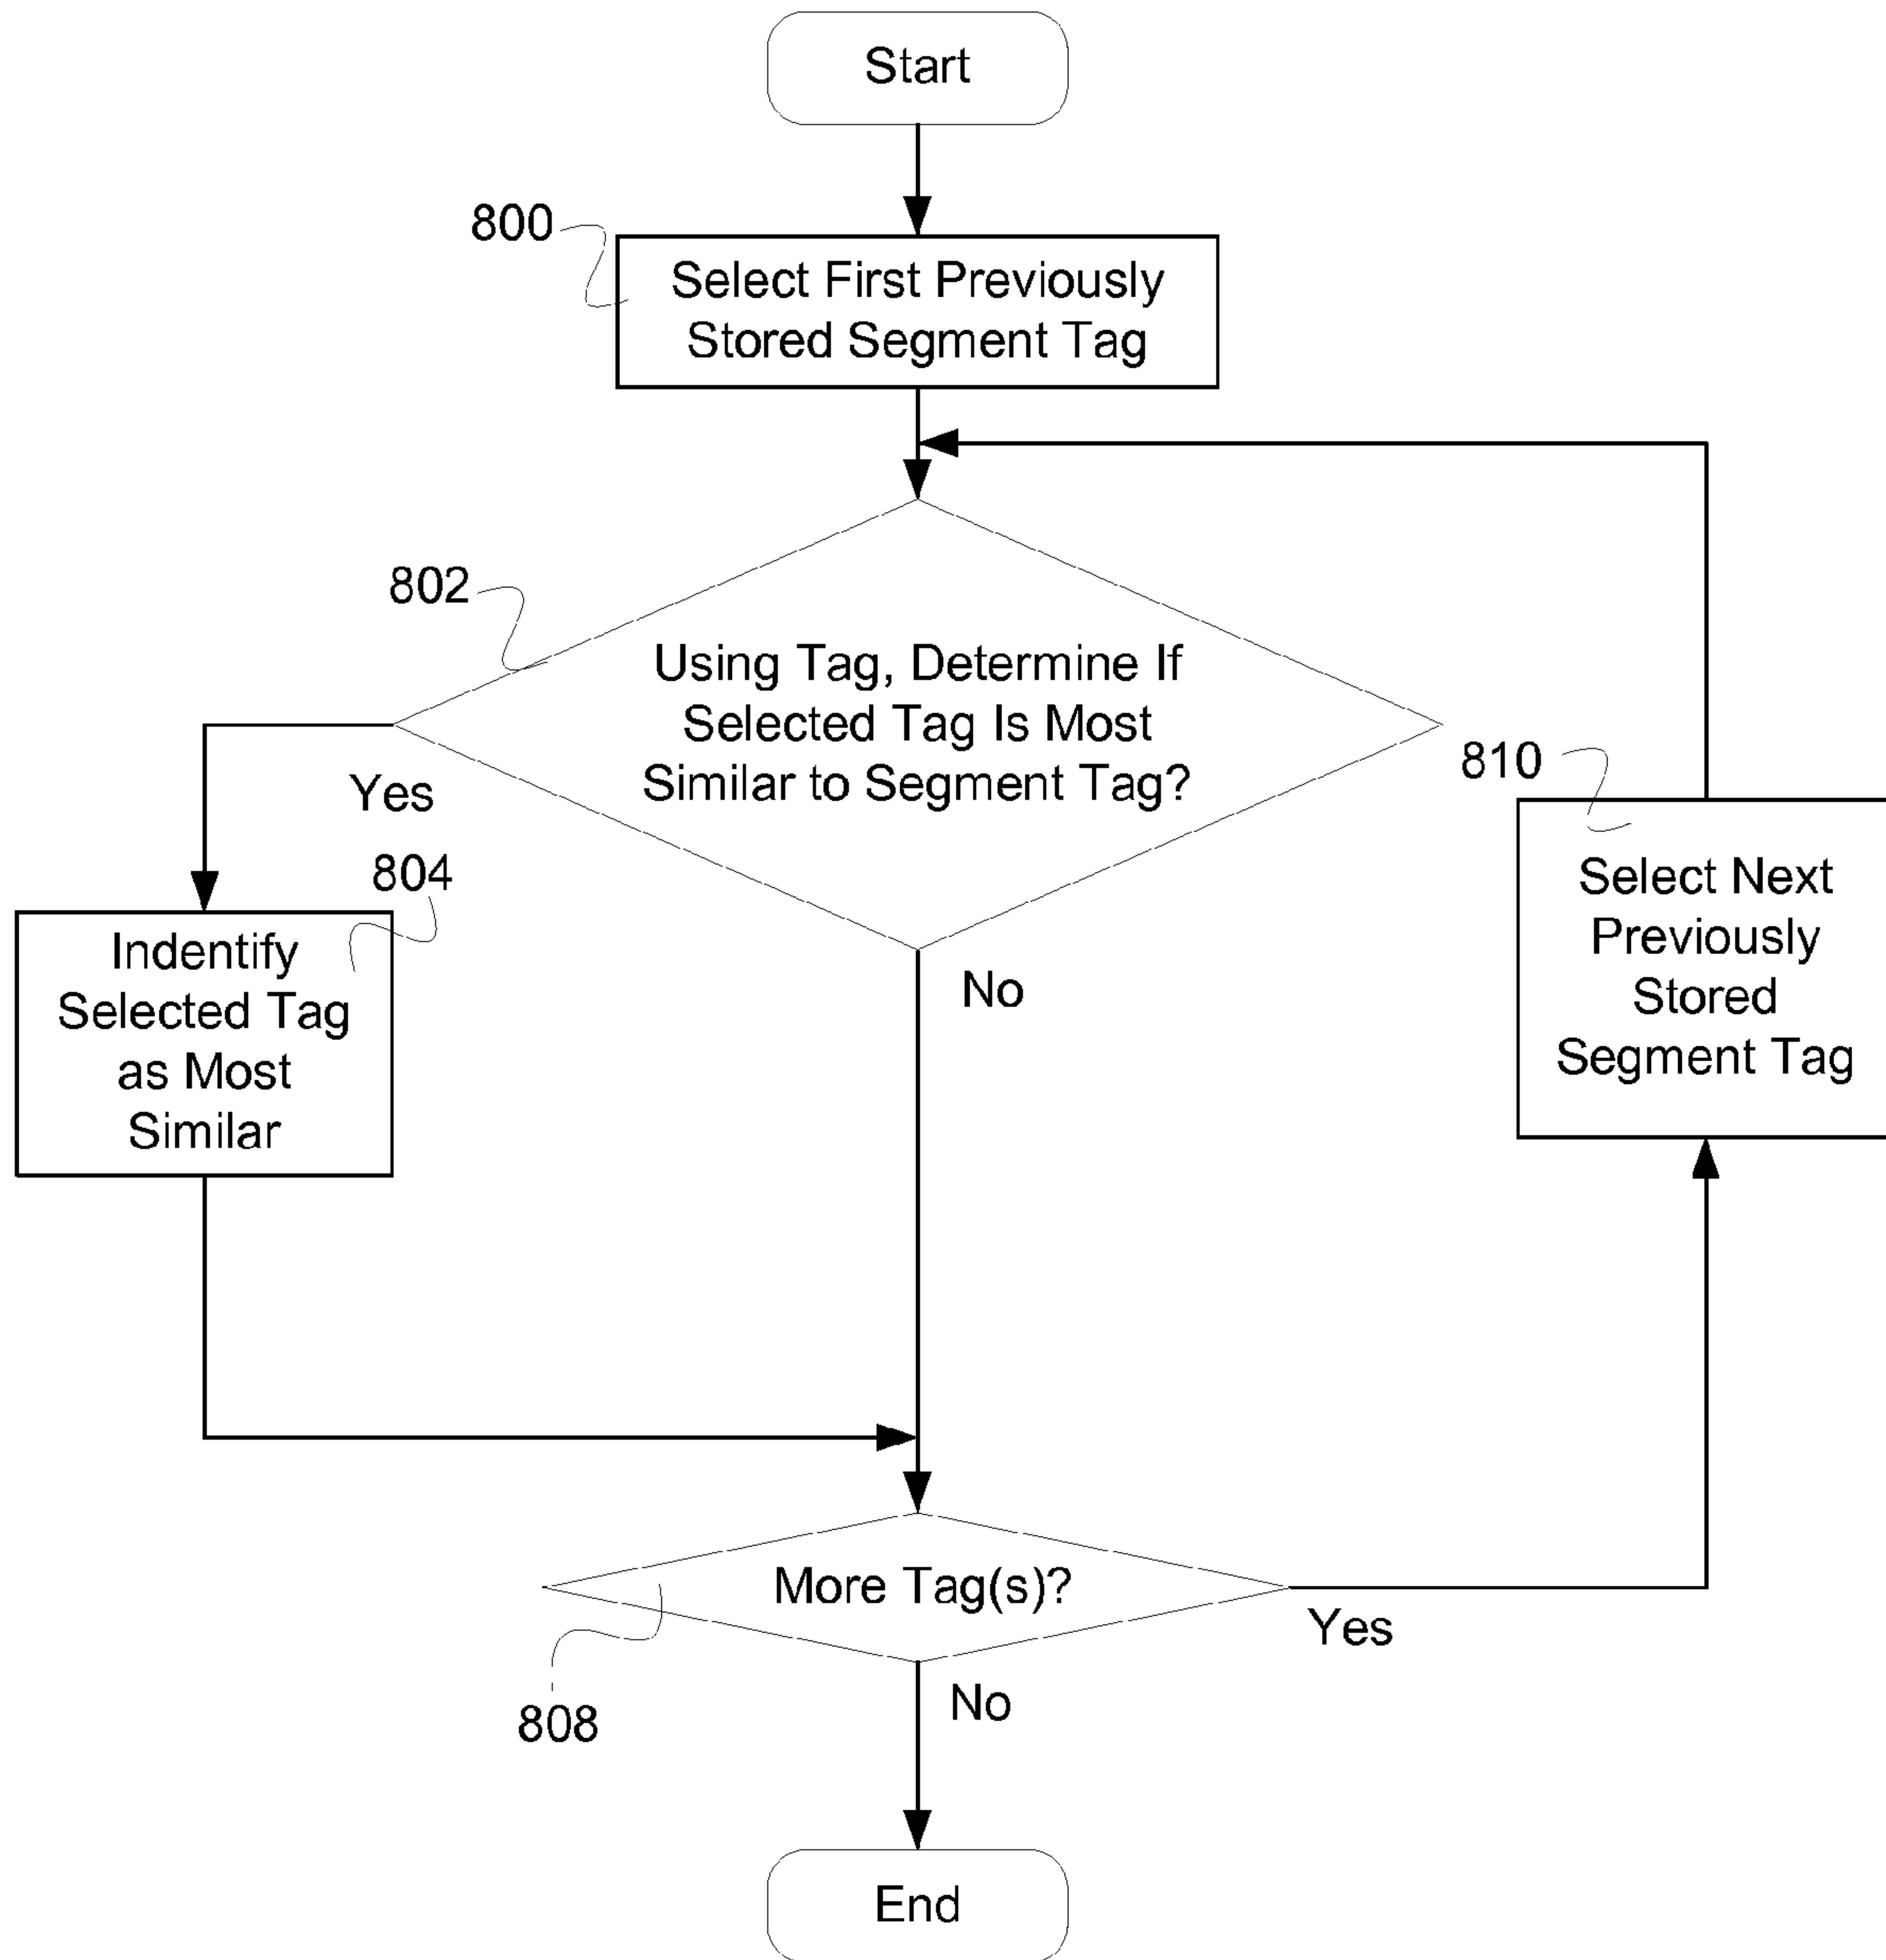 Start
800
Select First Previously
Stored Segment Tag
802
Using Tag, Determine If
Selected Tag Is Most
Similar to Segment Tag?
Yes
804
Indentify
Selected Tag
as Most
Similar
No
810
Select Next
Previously
Stored
Segment Tag
More Tag(s)?
Yes
808
No
End